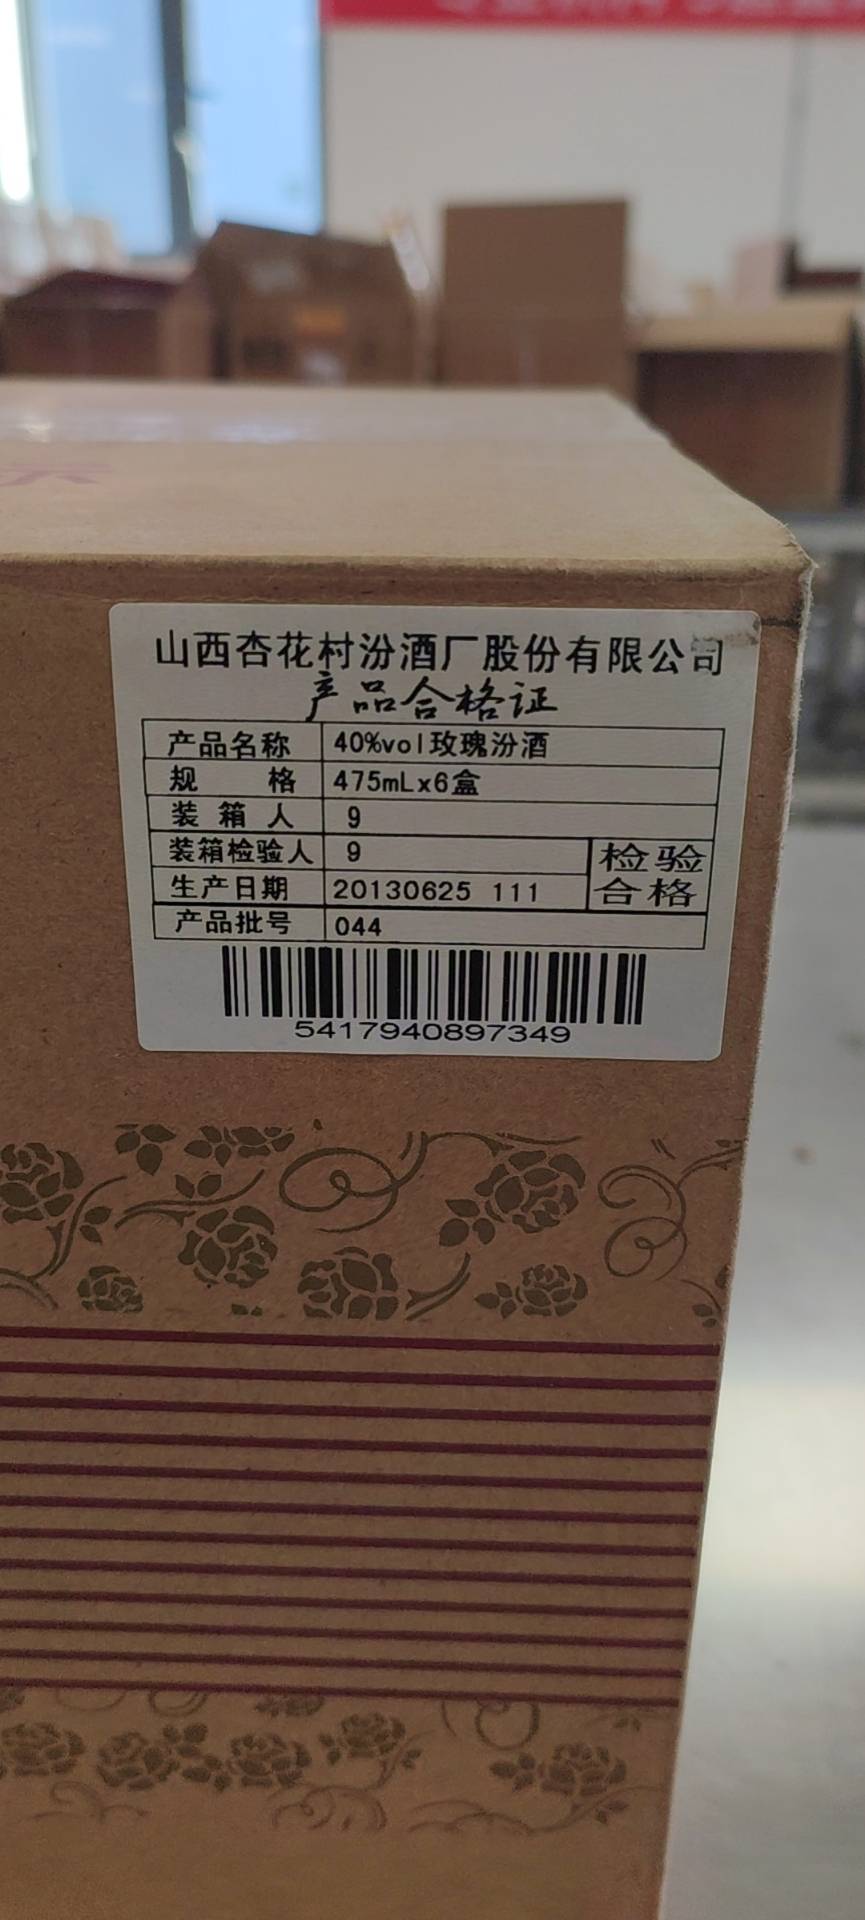 山西杏花村汾酒厂股份有限公司
产品合格证
产品名称 40%vol玫瑰汾酒
规 格 475mLx6盒
装 箱 人 9
装箱检验人 9
检验
合格
生产日期 20130625 111
产品批号 044
5417940897349